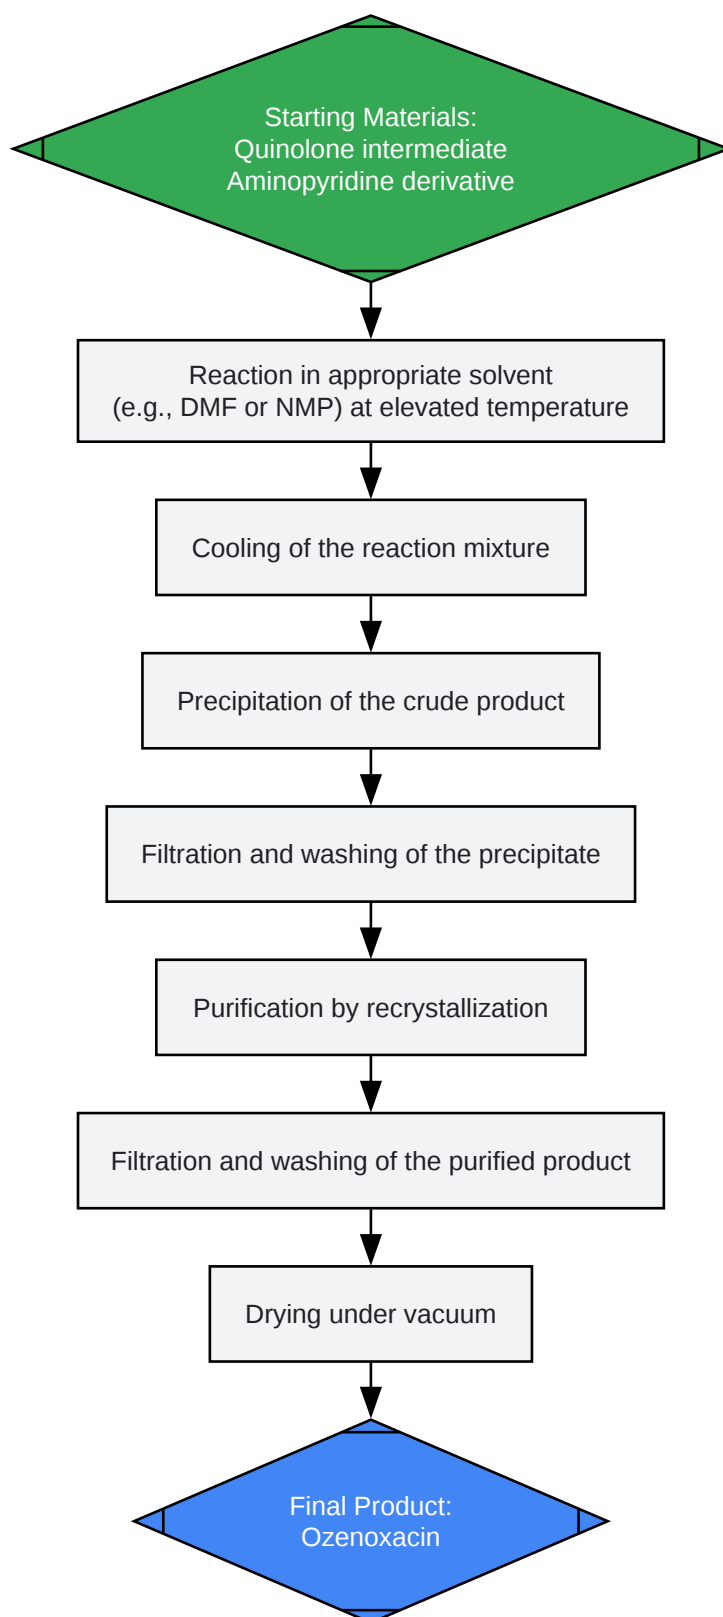 Starting Materials:
Quinolone intermediate
Aminopyridine derivative
Reaction in appropriate solvent
(e.g., DMF or NMP) at elevated temperature
Cooling of the reaction mixture
Precipitation of the crude product
Filtration and washing of the precipitate
Purification by recrystallization
Filtration and washing of the purified product
Drying under vacuum
Final Product:
Ozenoxacin